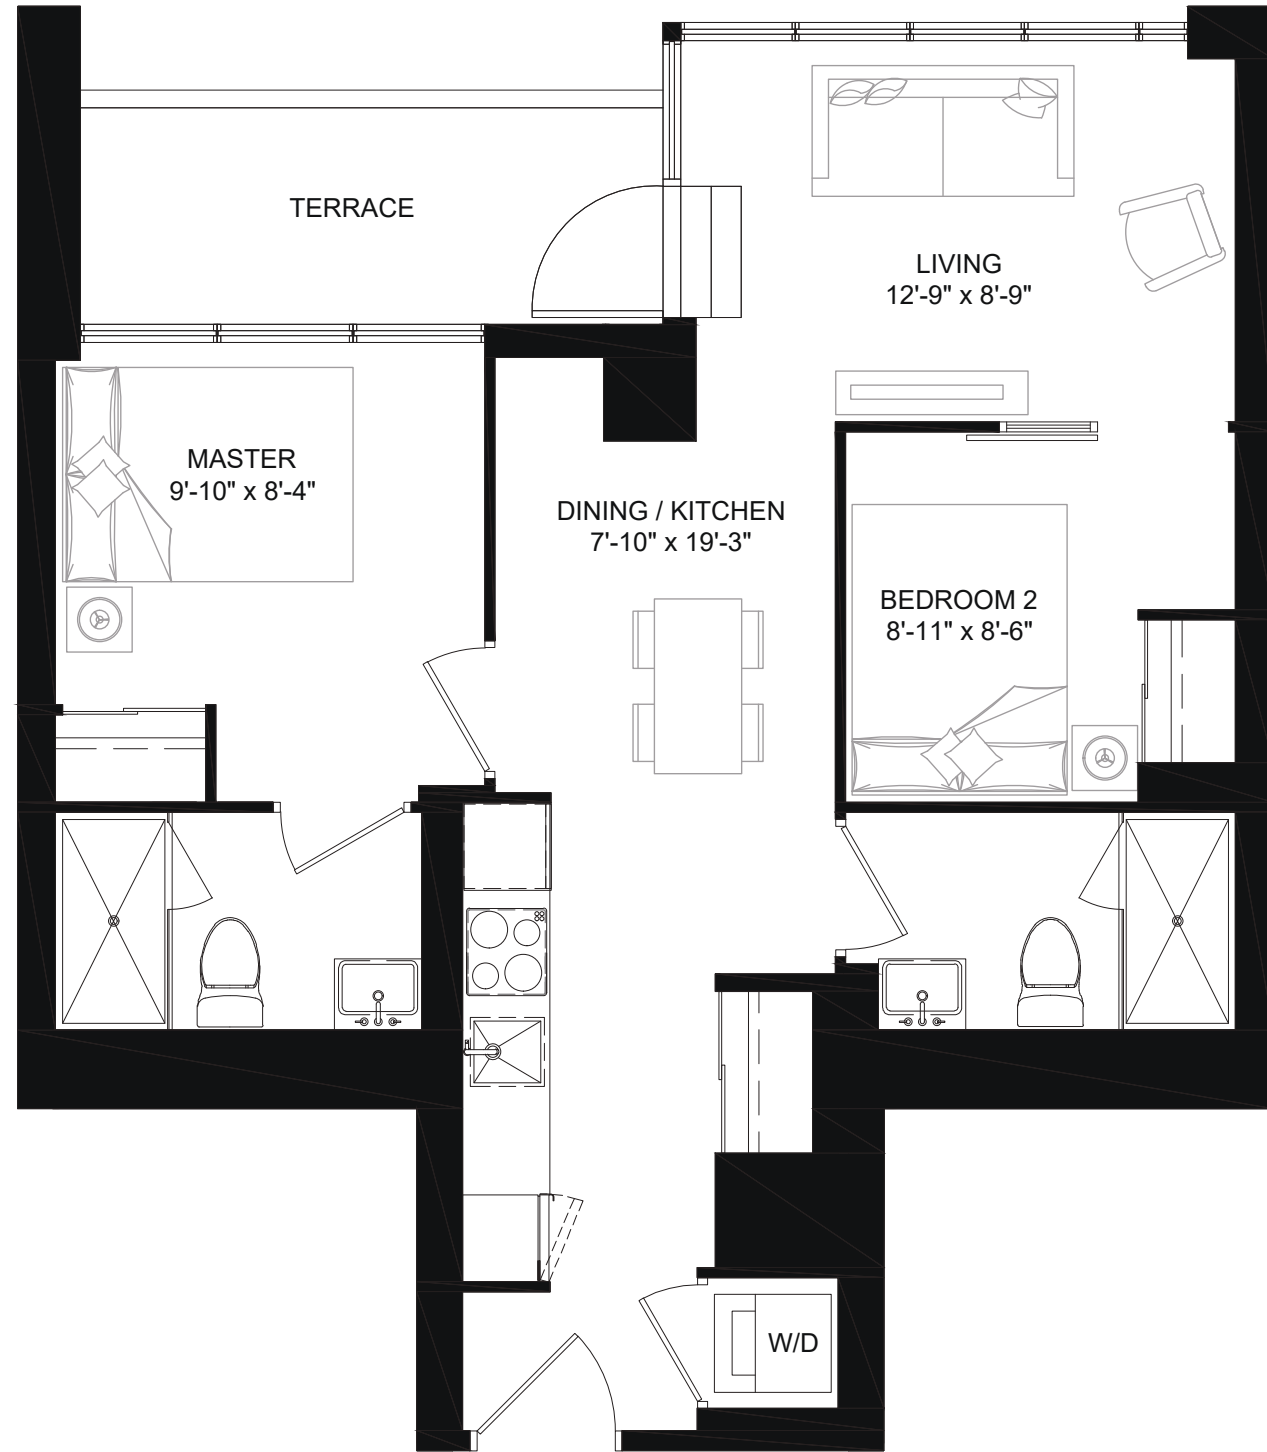 TERRACE
LIVING
12'-9" x 8'-9"
MASTER
9'-10" x 8'-4"
DINING / KITCHEN
7'-10" x 19'-3"
BEDROOM 2
8'-11" x 8'-6"
W/D